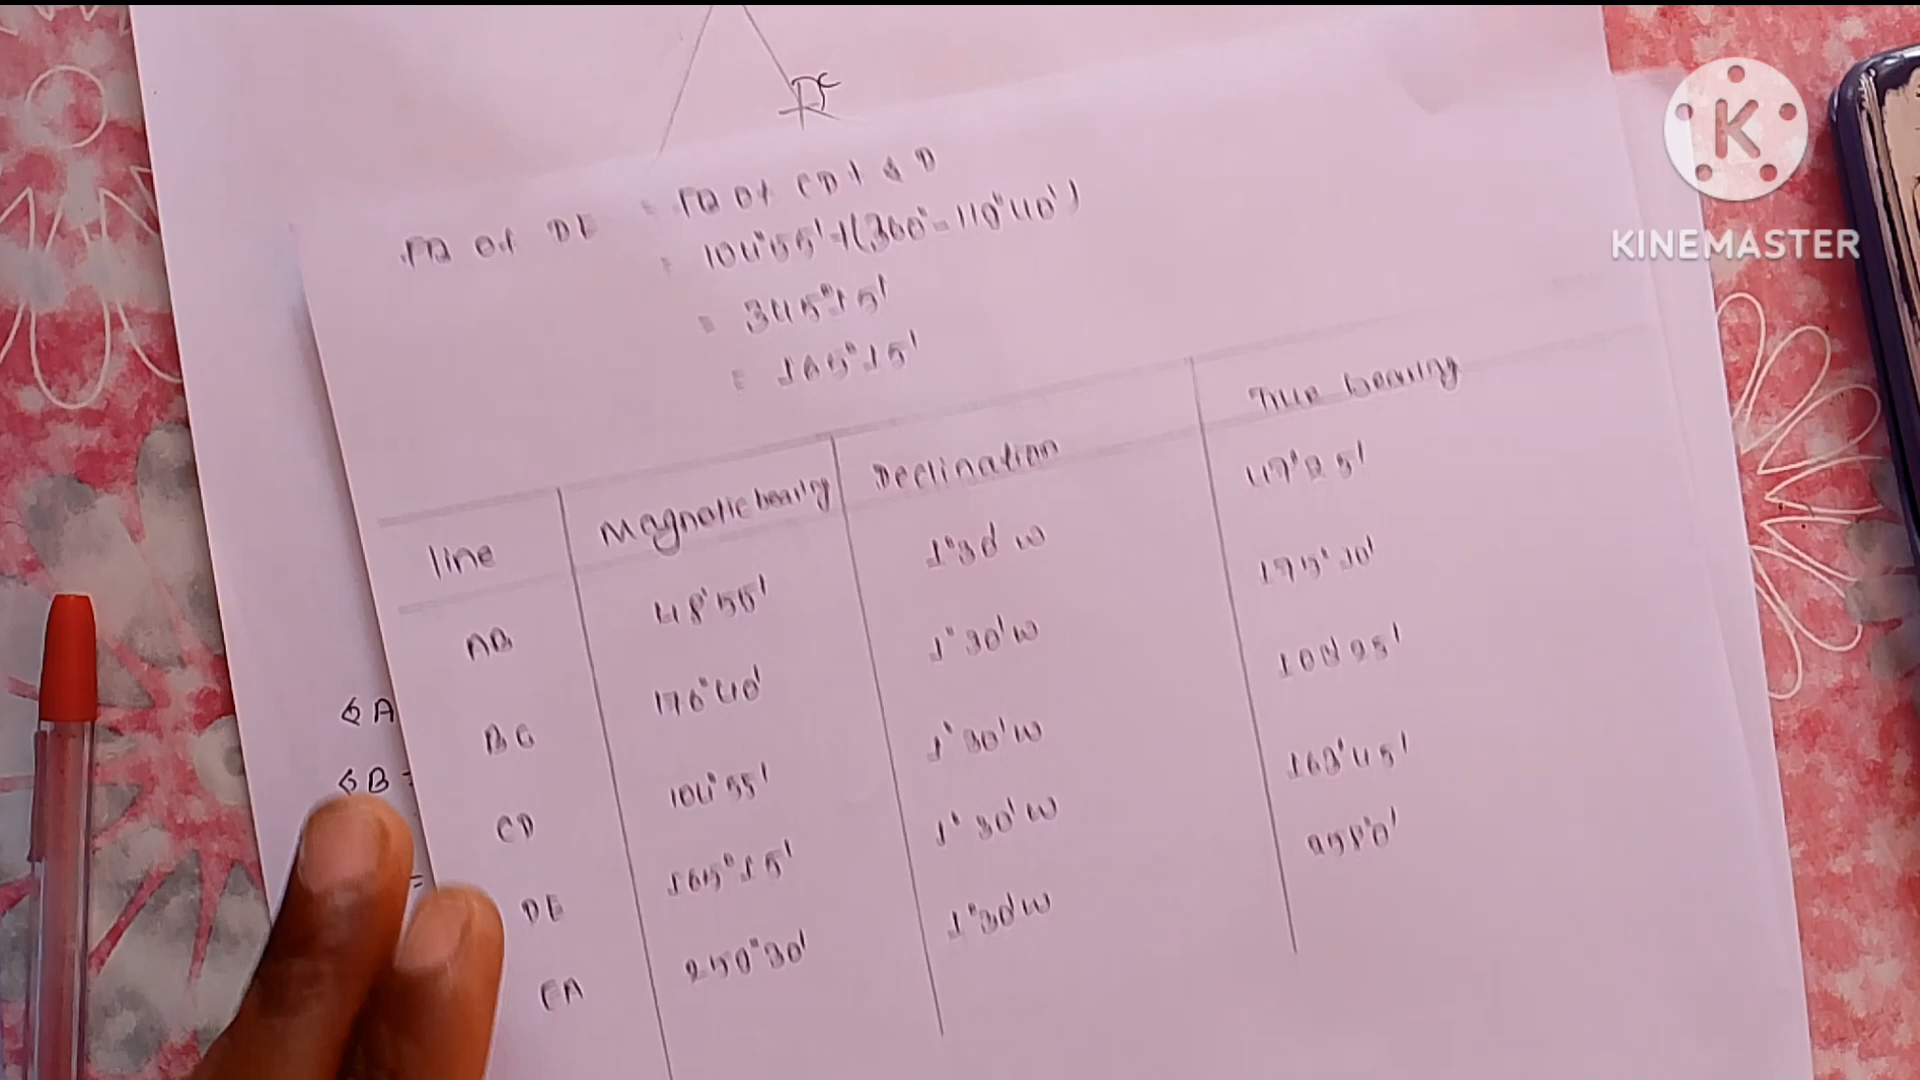 FB of DE = FB of CD + ∠D
= 104°55' + (360° - 119°40')
= 345°15'
= 165°15'
line Magnetic bearing Declination True bearing
AB 48°55' 1°30' W 47°25'
BC 176°40' 1°30' W 175°10'
CD 104°55' 1°30' W 103°25'
DE 165°15' 1°30' W 163°45'
EA 259°30' 1°30' W 258°0'
∠A
∠B =
=
K
KINEMASTER